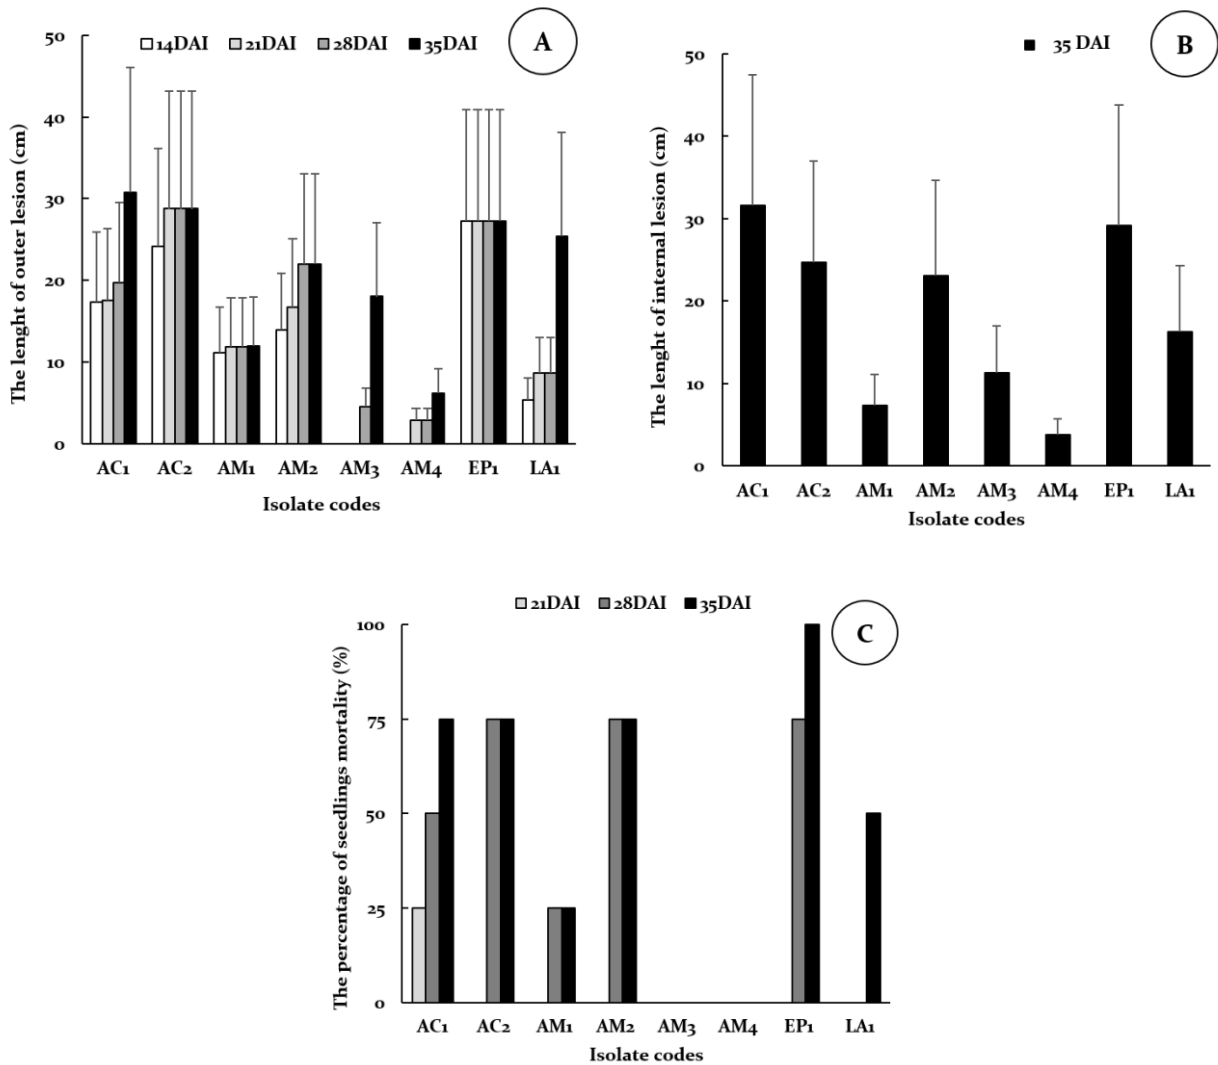 14DAI 21DAI 28DAI 35DAI
A
The lenght of outer lesion (cm)
50
40
30
20
10
0
AC1 AC2 AM1 AM2 AM3 AM4 EP1 LA1
Isolate codes
35 DAI
B
The lenght of internal lesion (cm)
50
40
30
20
10
0
AC1 AC2 AM1 AM2 AM3 AM4 EP1 LA1
Isolate codes
21DAI 28DAI 35DAI
C
The percentage of seedlings mortality (%)
100
75
50
25
0
AC1 AC2 AM1 AM2 AM3 AM4 EP1 LA1
Isolate codes